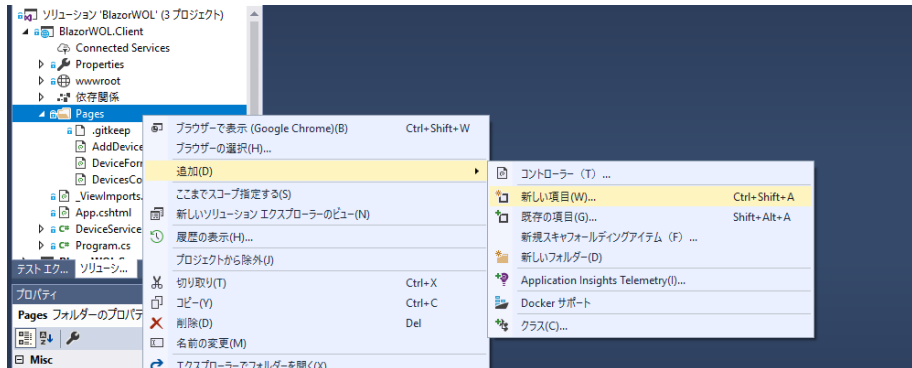 ソリューション 'BlazorWOL' (3 プロジェクト)
BlazorWOL.Client
Connected Services
Properties
wwwroot
依存関係
Pages
.gitkeep
AddDevice
DeviceForm
DevicesCo
_ViewImports.
App.cshtml
DeviceService
Program.cs
テスト エク...
ソリューシ...
プロパティ
Pages フォルダーのプロパテ
Misc
ブラウザーで表示 (Google Chrome)(B) Ctrl+Shift+W
ブラウザーの選択(H)...
追加(D)
ここまでスコープ指定する(S)
新しいソリューション エクスプローラーのビュー(N)
履歴の表示(H)...
プロジェクトから除外(J)
切り取り(T) Ctrl+X
コピー(Y) Ctrl+C
削除(D) Del
名前の変更(M)
エクスプローラーでフォルダーを開く(X)
コントローラー（T）...
新しい項目(W)... Ctrl+Shift+A
既存の項目(G)... Shift+Alt+A
新規スキャフォールディングアイテム（F）...
新しいフォルダー(D)
Application Insights Telemetry(I)...
Docker サポート
クラス(C)...